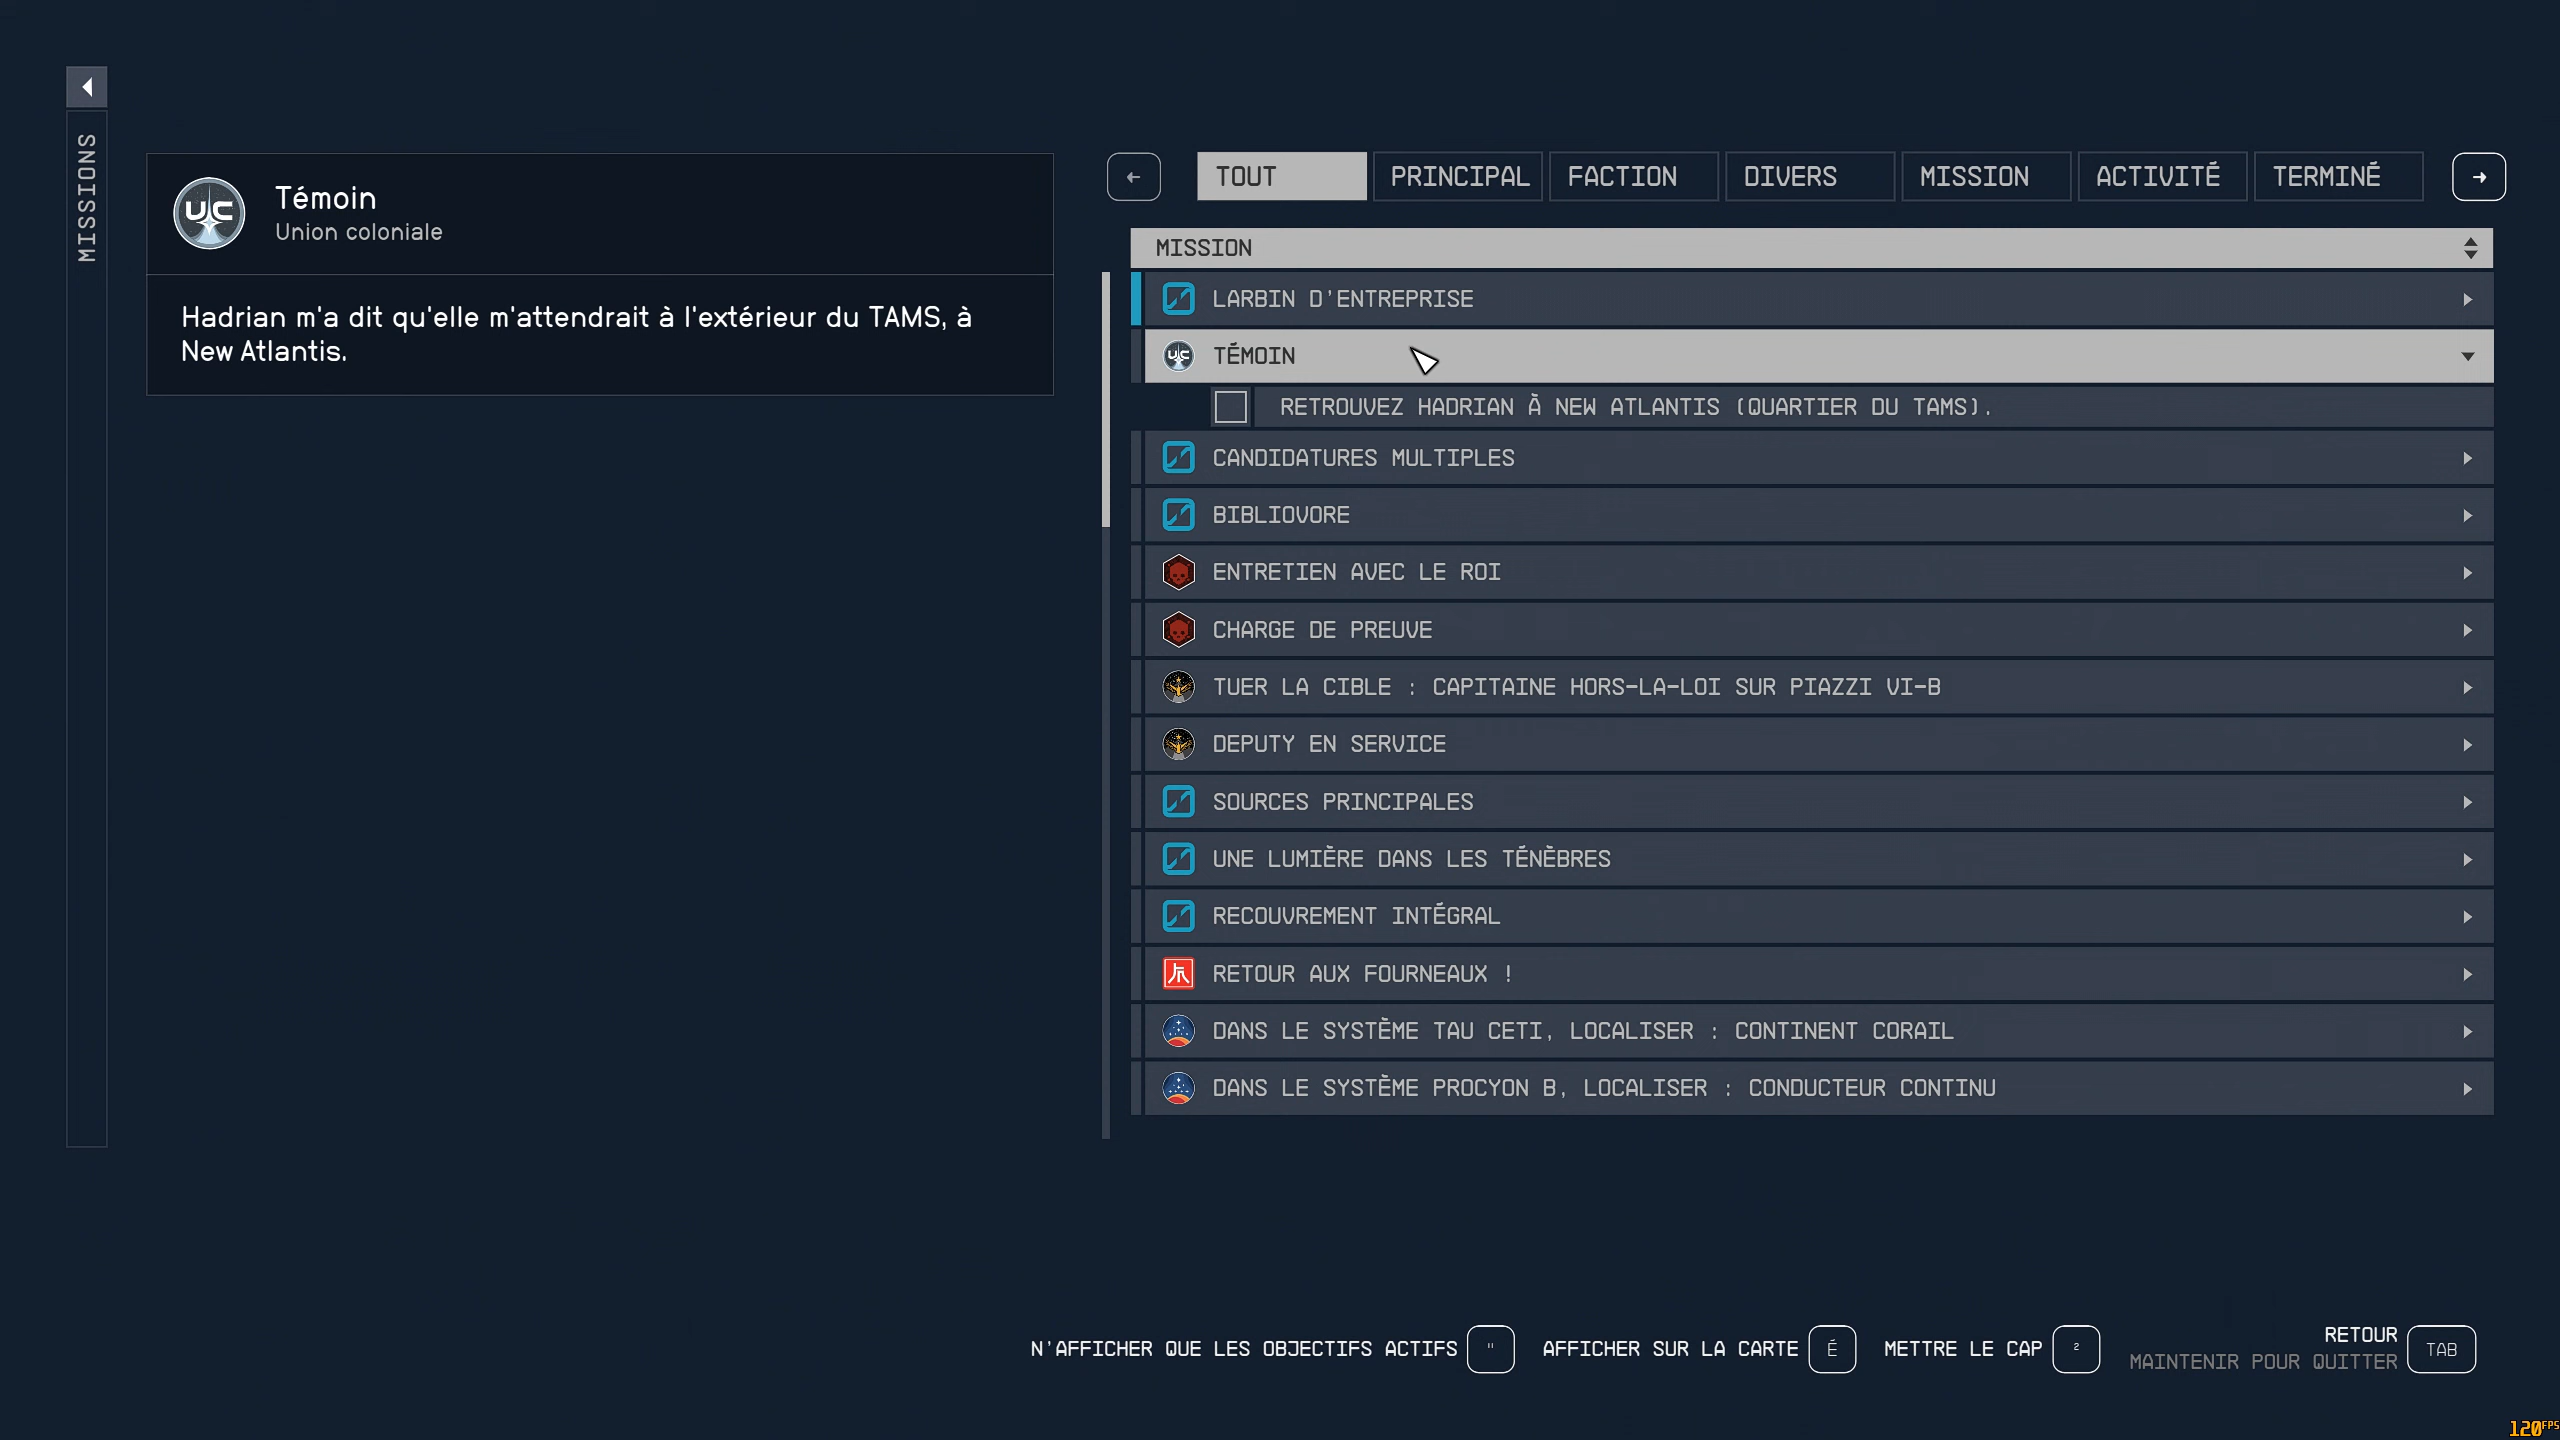 MISSIONS
UC
Témoin
Union coloniale
Hadrian m'a dit qu'elle m'attendrait à l'extérieur du TAMS, à
New Atlantis.
TOUT
PRINCIPAL
FACTION
DIVERS
MISSION
ACTIVITÉ
TERMINÉ
MISSION
LARBIN D'ENTREPRISE
UC
TÉMOIN
RETROUVEZ HADRIAN À NEW ATLANTIS (QUARTIER DU TAMS).
CANDIDATURES MULTIPLES
BIBLIOVORE
ENTRETIEN AVEC LE ROI
CHARGE DE PREUVE
TUER LA CIBLE : CAPITAINE HORS-LA-LOI SUR PIAZZI VI-B
DEPUTY EN SERVICE
SOURCES PRINCIPALES
UNE LUMIÈRE DANS LES TÉNÈBRES
RECOUVREMENT INTÉGRAL
RETOUR AUX FOURNEAUX !
DANS LE SYSTÈME TAU CETI, LOCALISER : CONTINENT CORAIL
DANS LE SYSTÈME PROCYON B, LOCALISER : CONDUCTEUR CONTINU
N'AFFICHER QUE LES OBJECTIFS ACTIFS "
AFFICHER SUR LA CARTE É
METTRE LE CAP ²
RETOUR
MAINTENIR POUR QUITTER
TAB
120FPS